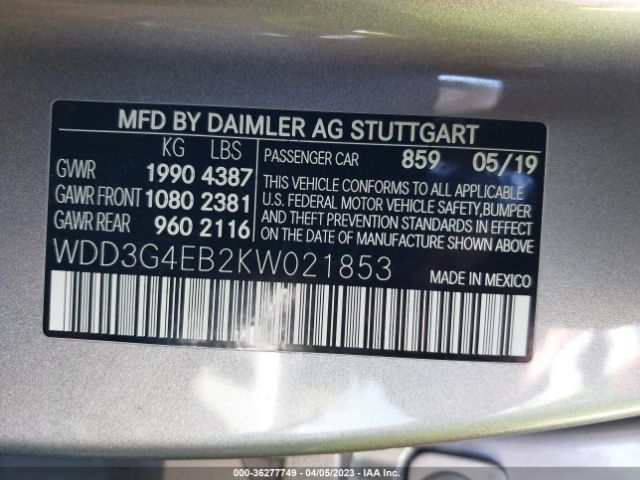 MFD BY DAIMLER AG STUTTGART
KG LBS
GVWR 1990 4387
GAWR FRONT 1080 2381
GAWR REAR 960 2116
PASSENGER CAR 859 05/19
THIS VEHICLE CONFORMS TO ALL APPLICABLE
U.S. FEDERAL MOTOR VEHICLE SAFETY, BUMPER
AND THEFT PREVENTION STANDARDS IN EFFECT
ON THE DATE OF MANUFACTURE SHOWN ABOVE.
WDD3G4EB2KW021853
MADE IN MEXICO
000-36277749 - 04/05/2023 - IAA Inc.